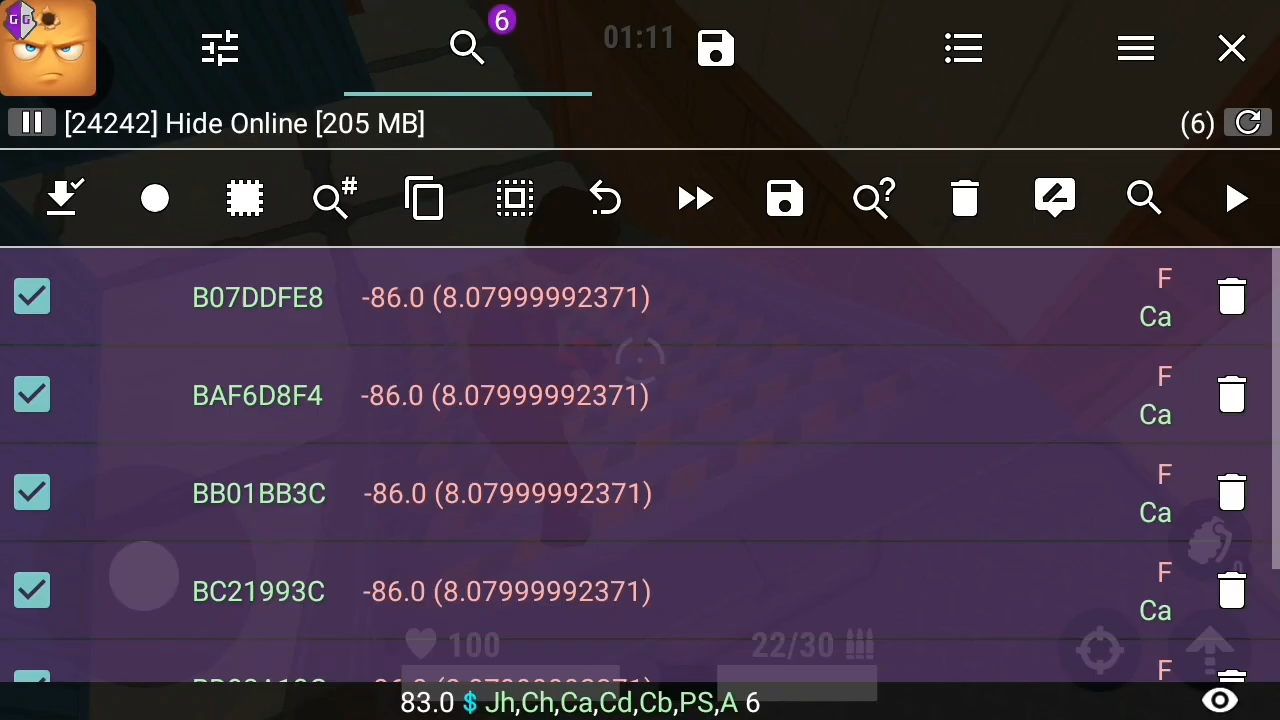 GG
6
01:11
[24242] Hide Online [205 MB]
(6)
#
?
B07DDFE8 -86.0 (8.07999992371) F
Ca
BAF6D8F4 -86.0 (8.07999992371) F
Ca
BB01BB3C -86.0 (8.07999992371) F
Ca
BC21993C -86.0 (8.07999992371) F
Ca
0
100
22/30
F
83.0 $ Jh,Ch,Ca,Cd,Cb,PS,A 6